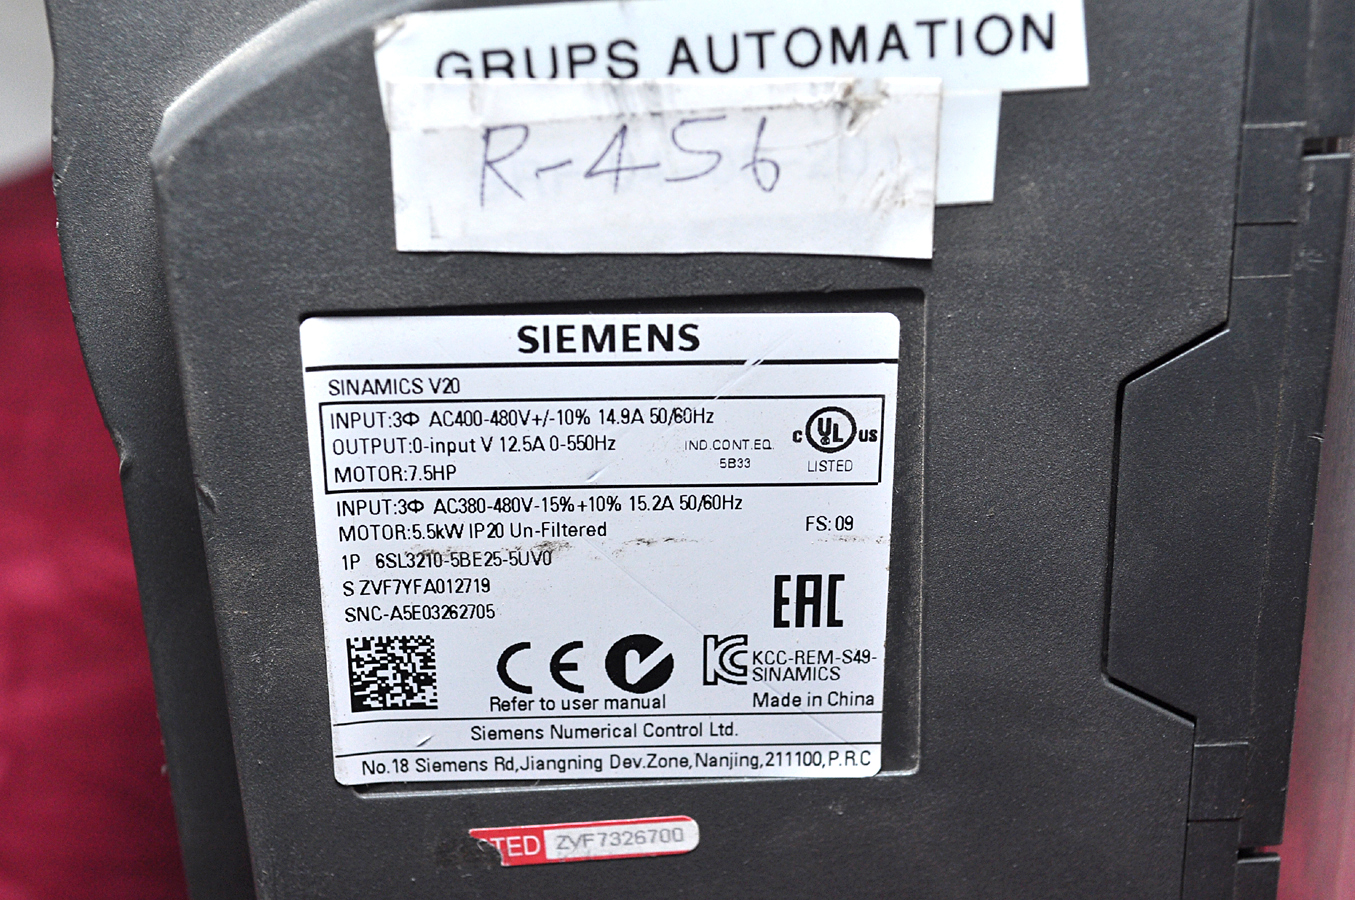 GRUPS AUTOMATION
R-456
SIEMENS
SINAMICS V20
INPUT:3Φ AC400-480V+/-10% 14.9A 50/60Hz
OUTPUT:0-input V 12.5A 0-550Hz
MOTOR:7.5HP
IND.CONT.EQ.
5B33
C UL US
LISTED
INPUT:3Φ AC380-480V-15%+10% 15.2A 50/60Hz
MOTOR:5.5kW IP20 Un-Filtered
FS: 09
1P 6SL3210-5BE25-5UV0
S ZVF7YFA012719
SNC-A5E03262705
EAC
CE
KC
KCC-REM-S49-
SINAMICS
Refer to user manual
Made in China
Siemens Numerical Control Ltd.
No.18 Siemens Rd,Jiangning Dev.Zone,Nanjing,211100,P.R.C
TED ZVF7326700